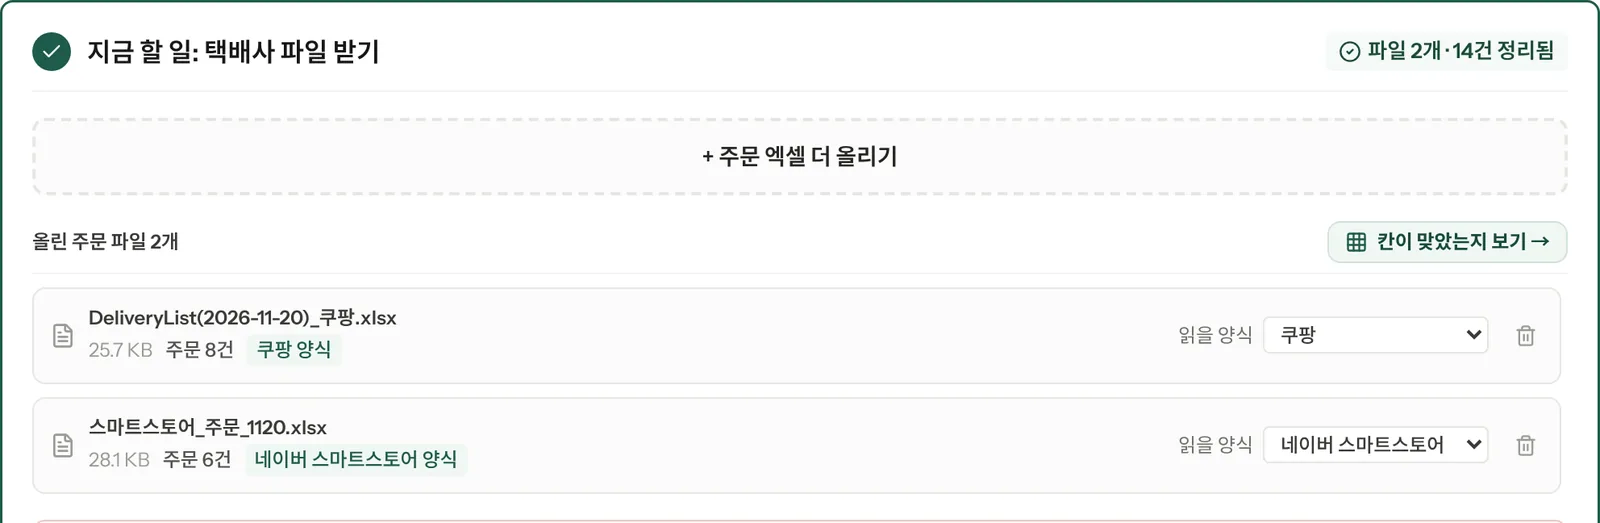 지금 할 일: 택배사 파일 받기
파일 2개·14건 정리됨
+ 주문 엑셀 더 올리기
올린 주문 파일 2개
칸이 맞았는지 보기 →
DeliveryList(2026-11-20)_쿠팡.xlsx
25.7 KB 주문 8건 쿠팡 양식
읽을 양식 쿠팡
스마트스토어_주문_1120.xlsx
28.1 KB 주문 6건 네이버 스마트스토어 양식
읽을 양식 네이버 스마트스토어